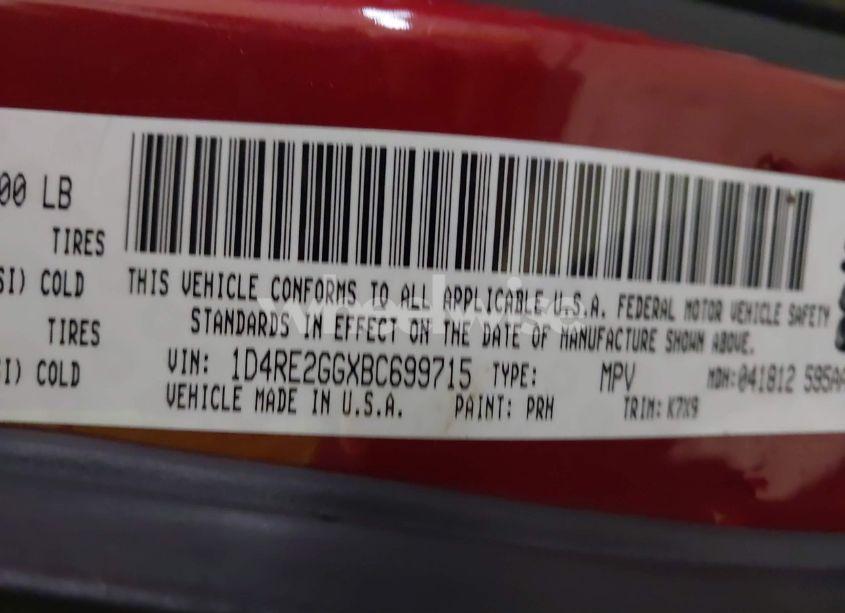 00 LB
TIRES
SI) COLD
TIRES
I) COLD
THIS VEHICLE CONFORMS TO ALL APPLICABLE U.S.A. FEDERAL MOTOR VEHICLE SAFETY
STANDARDS IN EFFECT ON THE DATE OF MANUFACTURE SHOWN ABOVE.
VIN: 1D4RE2GGXBC699715 TYPE: MPV MDH: 041812 595AA
VEHICLE MADE IN U.S.A. PAINT: PRH TRIM: K7X9
wheelwise